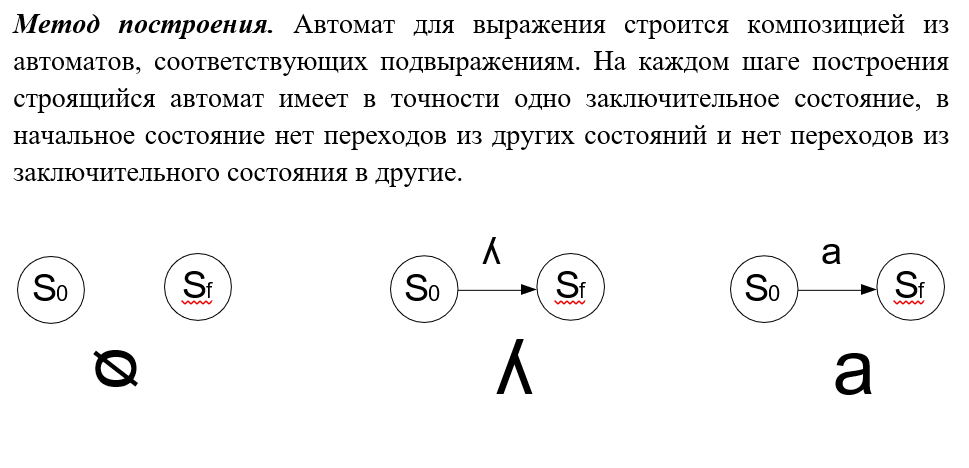 Метод построения. Автомат для выражения строится композицией из
автоматов, соответствующих подвыражениям. На каждом шаге построения
строящийся автомат имеет в точности одно заключительное состояние, в
начальное состояние нет переходов из других состояний и нет переходов из
заключительного состояния в другие.
λ a
S0 Sf S0 Sf S0 Sf
∅ λ a